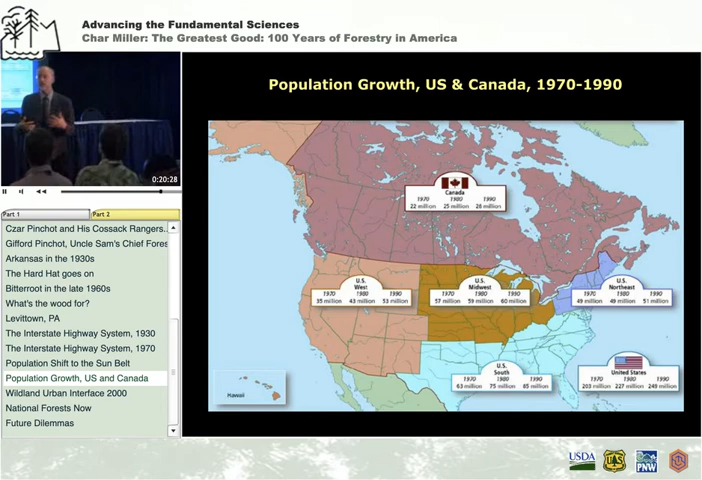 Advancing the Fundamental Sciences
Char Miller: The Greatest Good: 100 Years of Forestry in America
0:20:28
Part 1
Part 2
Czar Pinchot and His Cossack Rangers..
Gifford Pinchot, Uncle Sam's Chief Fores
Arkansas in the 1930s
The Hard Hat goes on
Bitterroot in the late 1960s
What's the wood for?
Levittown, PA
The Interstate Highway System, 1930
The Interstate Highway System, 1970
Population Shift to the Sun Belt
Population Growth, US and Canada
Wildland Urban Interface 2000
National Forests Now
Future Dilemmas
Population Growth, US & Canada, 1970-1990
Canada
1970 1980 1990
22 million 25 million 28 million
U.S.
West
1970 1980 1990
35 million 43 million 53 million
U.S.
Midwest
1970 1980 1990
57 million 59 million 60 million
U.S.
Northeast
1970 1980 1990
49 million 49 million 51 million
U.S.
South
1970 1980 1990
63 million 75 million 85 million
United States
1970 1980 1990
203 million 227 million 249 million
Hawaii
USDA
PNW